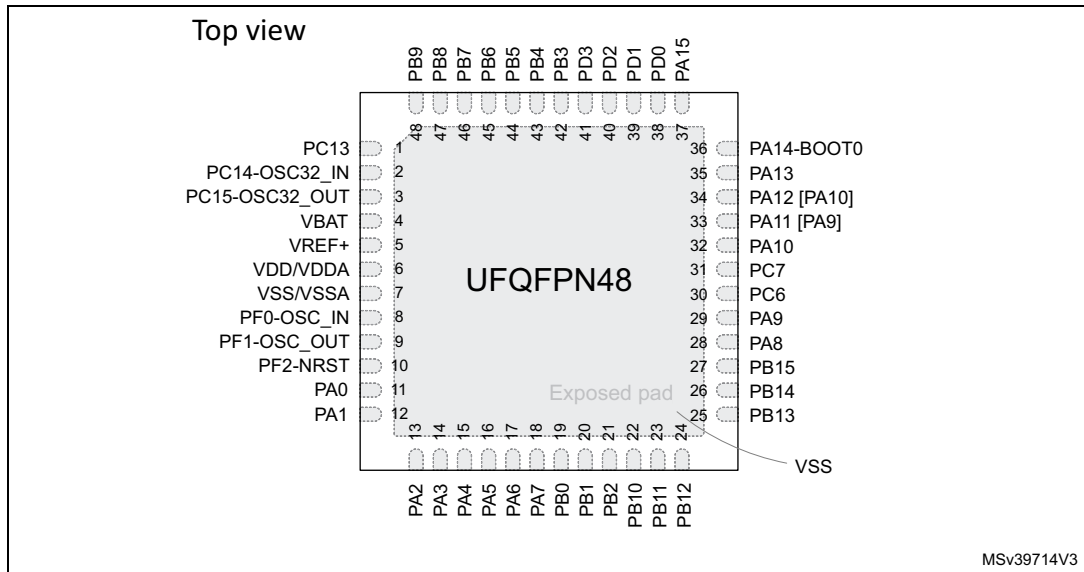 Top view
PB9
PB8
PB7
PB6
PB5
PB4
PB3
PD3
PD2
PD1
PD0
PA15
48
47
46
45
44
43
42
41
40
39
38
37
PC13 1
PC14-OSC32_IN 2
PC15-OSC32_OUT 3
VBAT 4
VREF+ 5
VDD/VDDA 6
VSS/VSSA 7
PF0-OSC_IN 8
PF1-OSC_OUT 9
PF2-NRST 10
PA0 11
PA1 12
UFQFPN48
Exposed pad
36 PA14-BOOT0
35 PA13
34 PA12 [PA10]
33 PA11 [PA9]
32 PA10
31 PC7
30 PC6
29 PA9
28 PA8
27 PB15
26 PB14
25 PB13
VSS
13
14
15
16
17
18
19
20
21
22
23
24
PA2
PA3
PA4
PA5
PA6
PA7
PB0
PB1
PB2
PB10
PB11
PB12
MSv39714V3